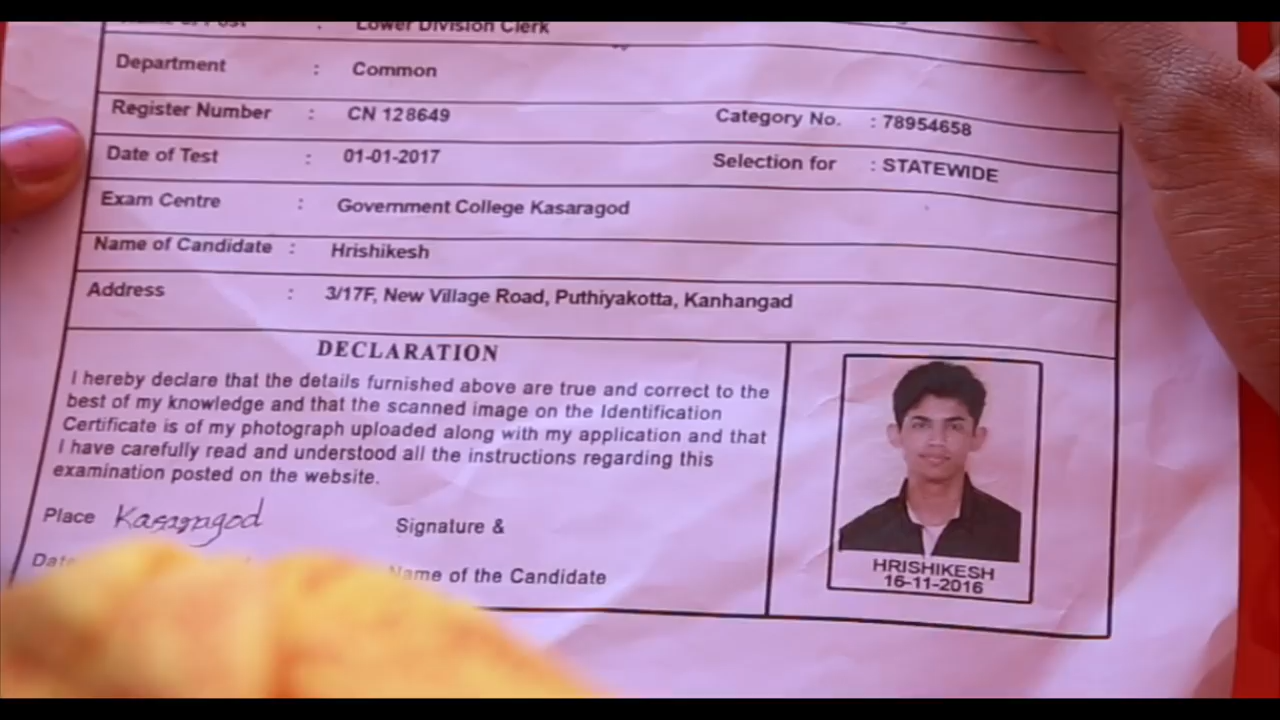 Lower Division Clerk
Department : Common
Register Number : CN 128649 Category No. : 78954658
Date of Test : 01-01-2017 Selection for : STATEWIDE
Exam Centre : Government College Kasaragod
Name of Candidate : Hrishikesh
Address : 3/17F, New Village Road, Puthiyakotta, Kanhangad
DECLARATION
I hereby declare that the details furnished above are true and correct to the
best of my knowledge and that the scanned image on the Identification
Certificate is of my photograph uploaded along with my application and that
I have carefully read and understood all the instructions regarding this
examination posted on the website.
Place Kasaragod Signature &
Date Name of the Candidate
HRISHIKESH
16-11-2016